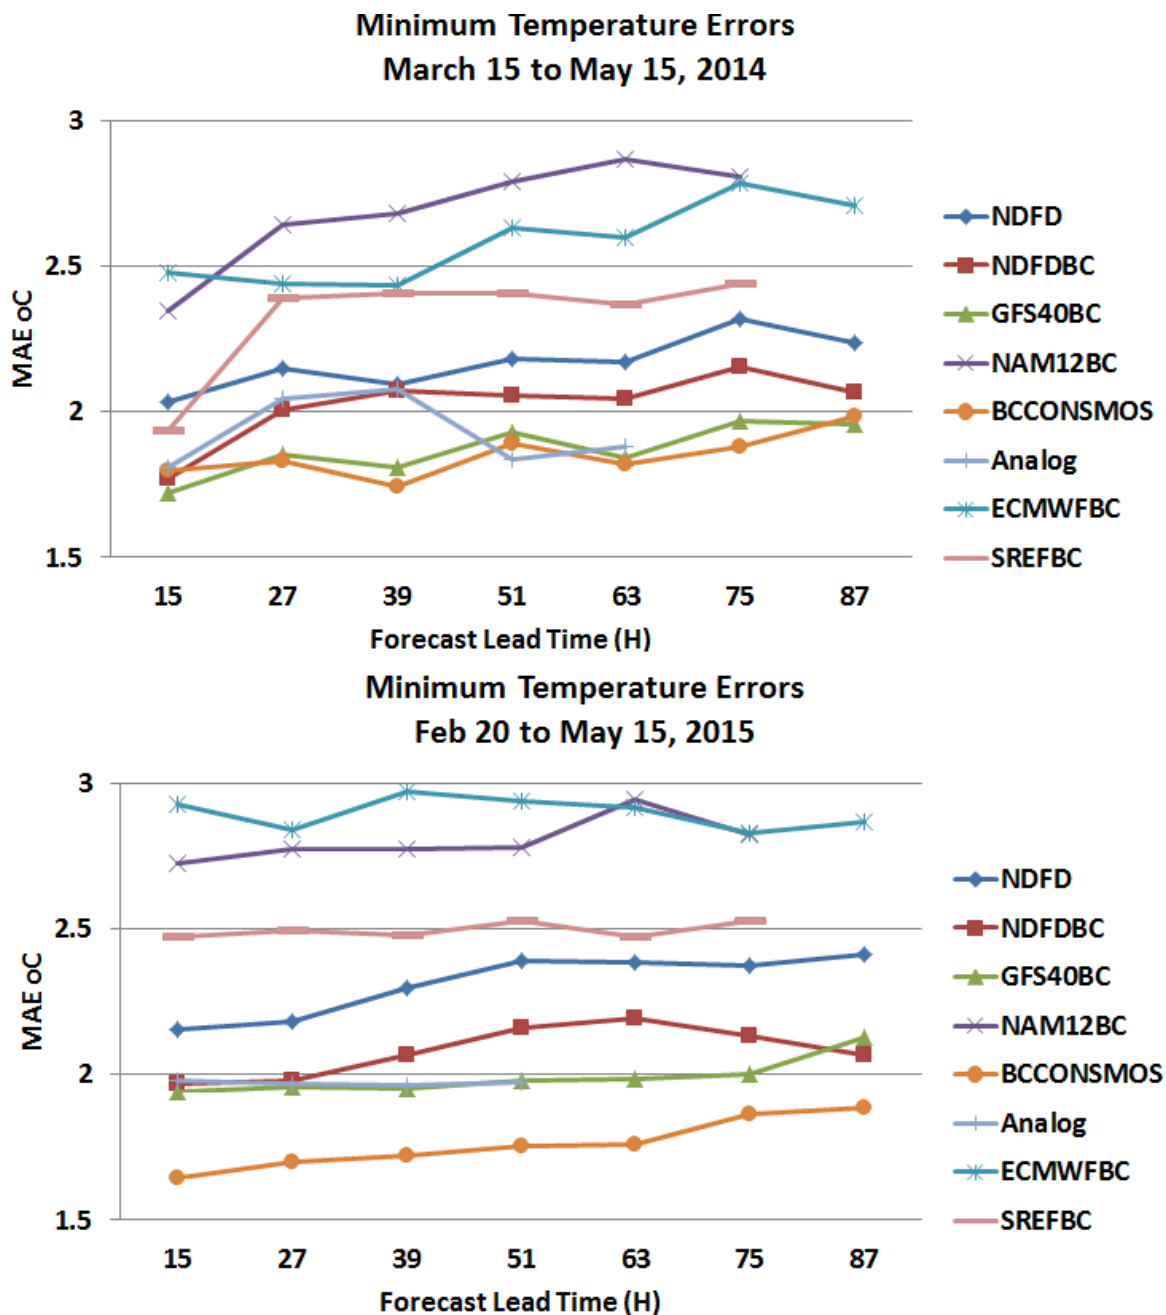 Minimum Temperature Errors
March 15 to May 15, 2014
3
2.5
2
1.5
MAE oC
15 27 39 51 63 75 87
Forecast Lead Time (H)
NDFD
NDFDBC
GFS40BC
NAM12BC
BCCONSMOS
Analog
ECMWFBC
SREFBC
Minimum Temperature Errors
Feb 20 to May 15, 2015
3
2.5
2
1.5
MAE oC
15 27 39 51 63 75 87
Forecast Lead Time (H)
NDFD
NDFDBC
GFS40BC
NAM12BC
BCCONSMOS
Analog
ECMWFBC
SREFBC